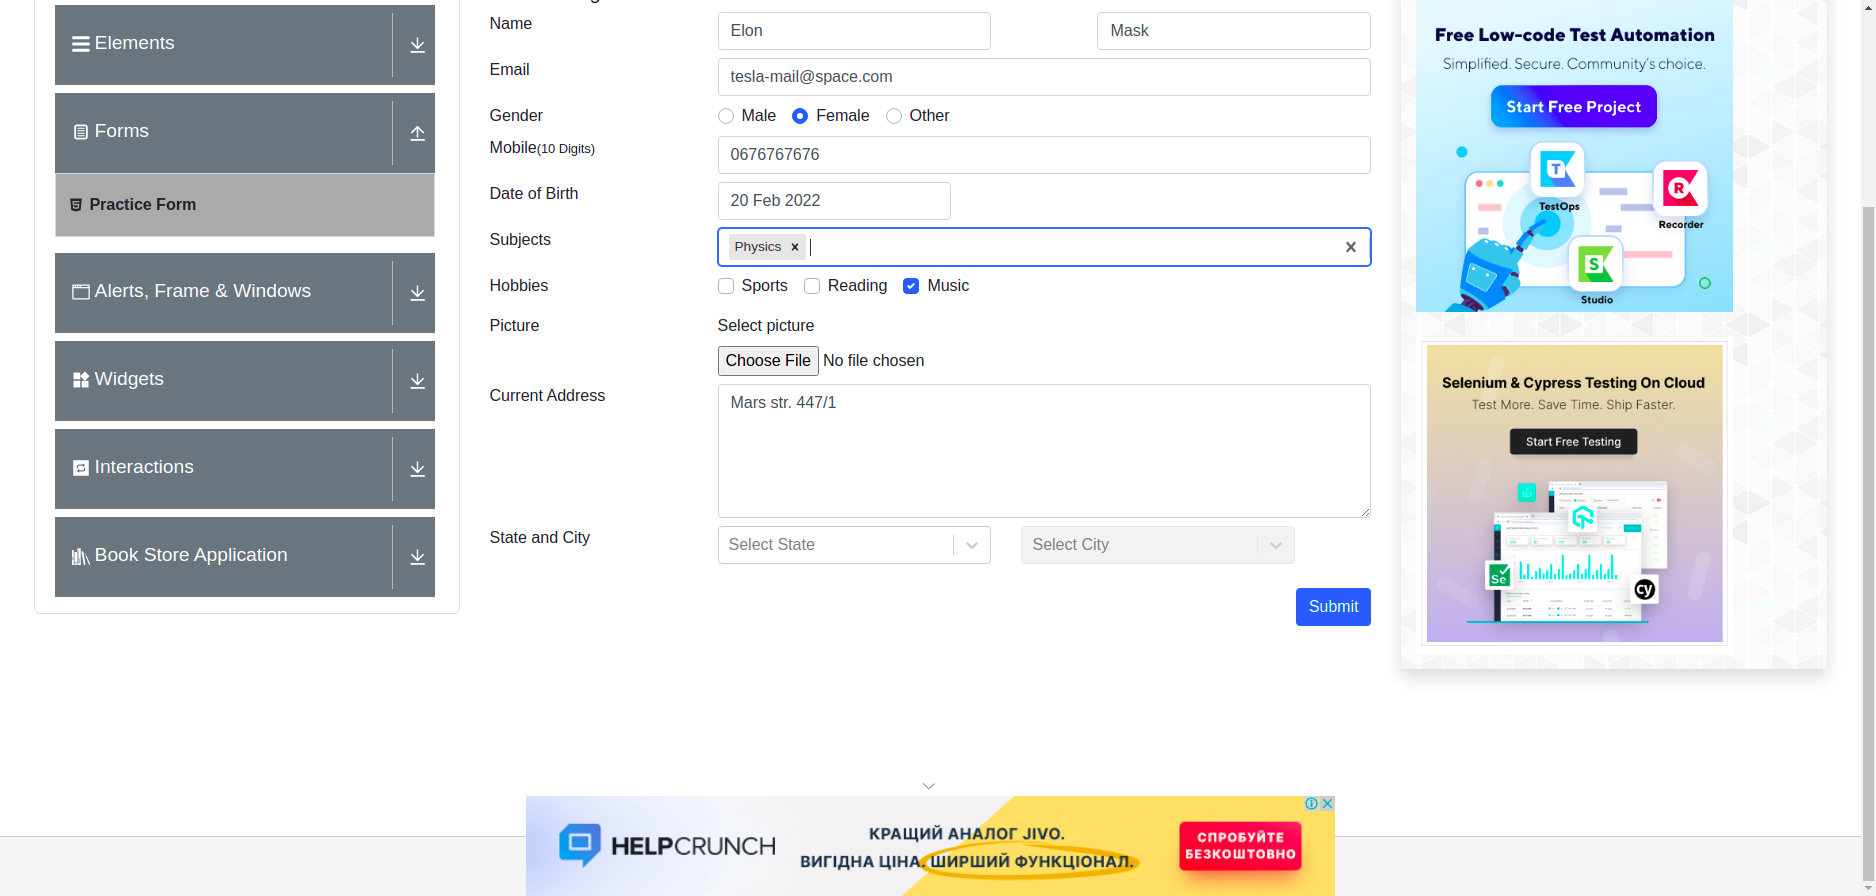 Elements
Forms
Practice Form
Alerts, Frame & Windows
Widgets
Interactions
Book Store Application
Name
Elon
Mask
Email
tesla-mail@space.com
Gender
Male
Female
Other
Mobile(10 Digits)
0676767676
Date of Birth
20 Feb 2022
Subjects
Physics
Hobbies
Sports
Reading
Music
Picture
Select picture
Choose File No file chosen
Current Address
Mars str. 447/1
State and City
Select State
Select City
Submit
Free Low-code Test Automation
Simplified. Secure. Community's choice.
Start Free Project
TestOps
Recorder
Studio
Selenium & Cypress Testing On Cloud
Test More. Save Time. Ship Faster.
Start Free Testing
Se
cy
HELPCRUNCH
КРАЩИЙ АНАЛОГ JIVO.
ВИГІДНА ЦІНА. ШИРШИЙ ФУНКЦІОНАЛ.
СПРОБУЙТЕ
БЕЗКОШТОВНО